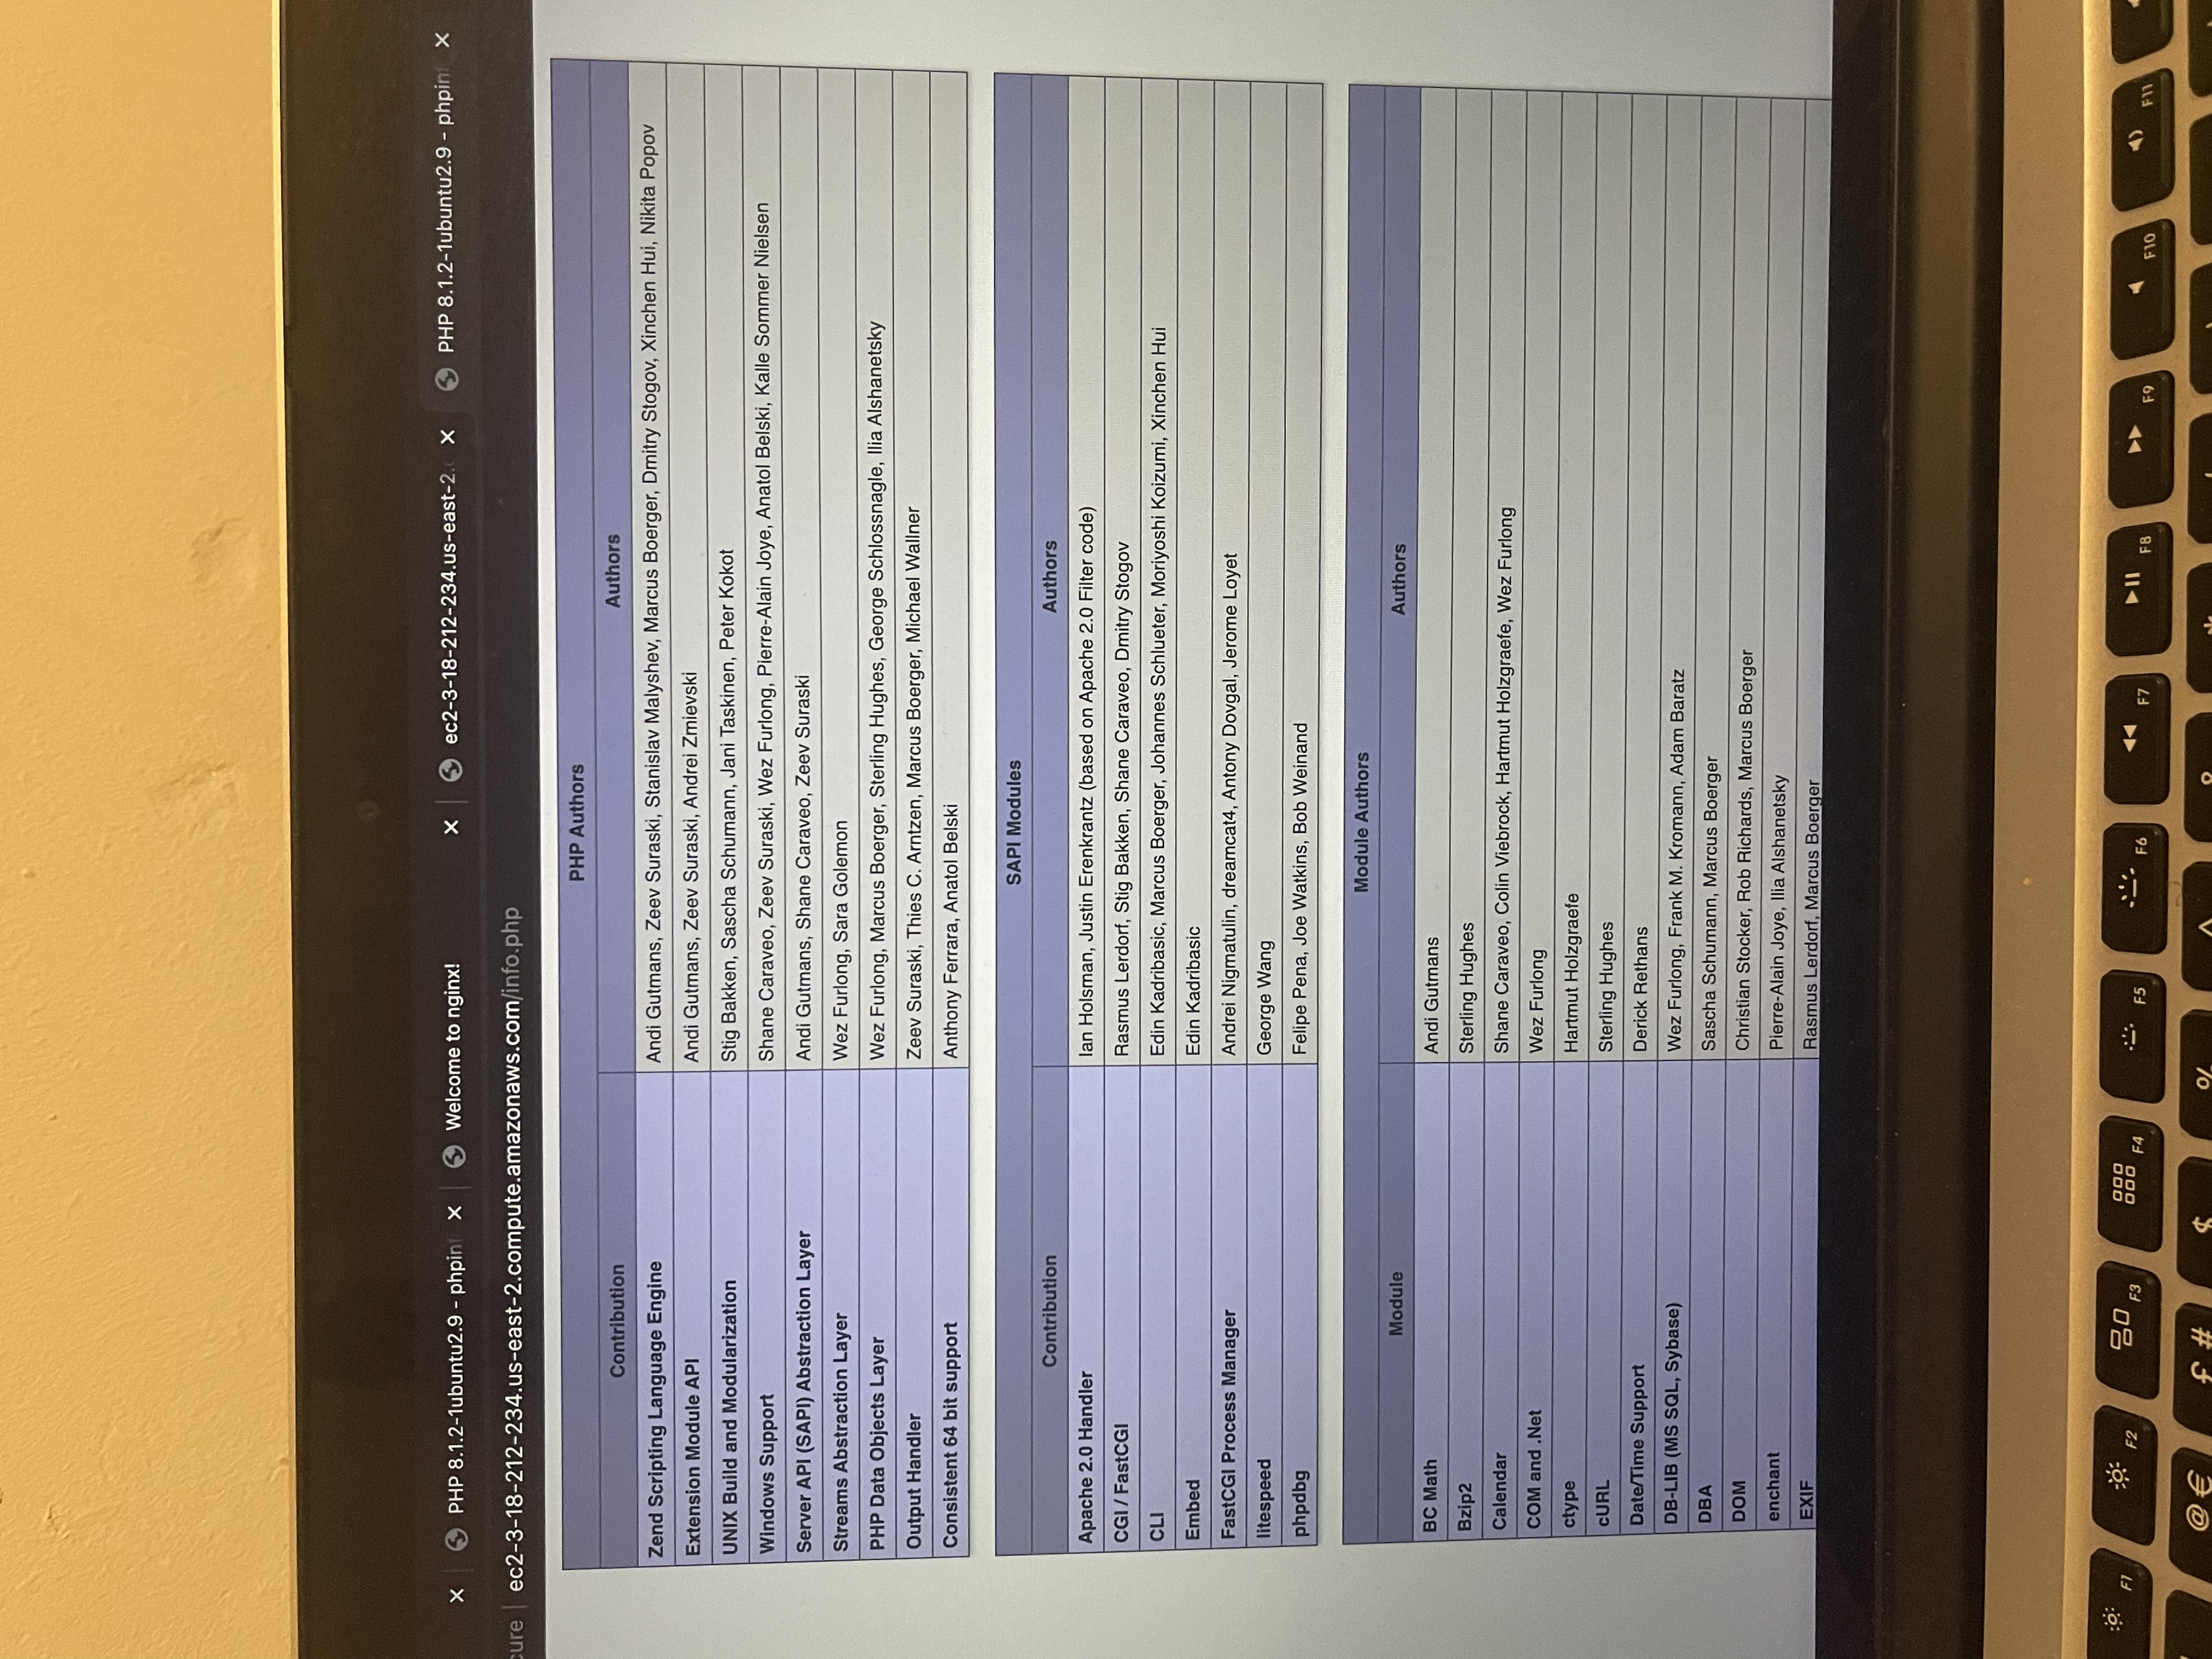 PHP 8.1.2-1ubuntu2.9 - phpin
Welcome to nginx!
ec2-3-18-212-234.us-east-2.
PHP 8.1.2-1ubuntu2.9 - phpin
cure ec2-3-18-212-234.us-east-2.compute.amazonaws.com/info.php
PHP Authors
Contribution Authors
Zend Scripting Language Engine Andi Gutmans, Zeev Suraski, Stanislav Malyshev, Marcus Boerger, Dmitry Stogov, Xinchen Hui, Nikita Popov
Extension Module API Andi Gutmans, Zeev Suraski, Andrei Zmievski
UNIX Build and Modularization Stig Bakken, Sascha Schumann, Jani Taskinen, Peter Kokot
Windows Support Shane Caraveo, Zeev Suraski, Wez Furlong, Pierre-Alain Joye, Anatol Belski, Kalle Sommer Nielsen
Server API (SAPI) Abstraction Layer Andi Gutmans, Shane Caraveo, Zeev Suraski
Streams Abstraction Layer Wez Furlong, Sara Golemon
PHP Data Objects Layer Wez Furlong, Marcus Boerger, Sterling Hughes, George Schlossnagle, Ilia Alshanetsky
Output Handler Zeev Suraski, Thies C. Arntzen, Marcus Boerger, Michael Wallner
Consistent 64 bit support Anthony Ferrara, Anatol Belski
SAPI Modules
Contribution Authors
Apache 2.0 Handler Ian Holsman, Justin Erenkrantz (based on Apache 2.0 Filter code)
CGI / FastCGI Rasmus Lerdorf, Stig Bakken, Shane Caraveo, Dmitry Stogov
CLI Edin Kadribasic, Marcus Boerger, Johannes Schlueter, Moriyoshi Koizumi, Xinchen Hui
Embed Edin Kadribasic
FastCGI Process Manager Andrei Nigmatulin, dreamcat4, Antony Dovgal, Jerome Loyet
litespeed George Wang
phpdbg Felipe Pena, Joe Watkins, Bob Weinand
Module Authors
Module Authors
BC Math Andi Gutmans
Bzip2 Sterling Hughes
Calendar Shane Caraveo, Colin Viebrock, Hartmut Holzgraefe, Wez Furlong
COM and .Net Wez Furlong
ctype Hartmut Holzgraefe
cURL Sterling Hughes
Date/Time Support Derick Rethans
DB-LIB (MS SQL, Sybase) Wez Furlong, Frank M. Kromann, Adam Baratz
DBA Sascha Schumann, Marcus Boerger
DOM Christian Stocker, Rob Richards, Marcus Boerger
enchant Pierre-Alain Joye, Ilia Alshanetsky
EXIF Rasmus Lerdorf, Marcus Boerger
F1 F2 F3 F4 F5 F6 F7 F8 F9 F10 F11
@ € £ # $ %